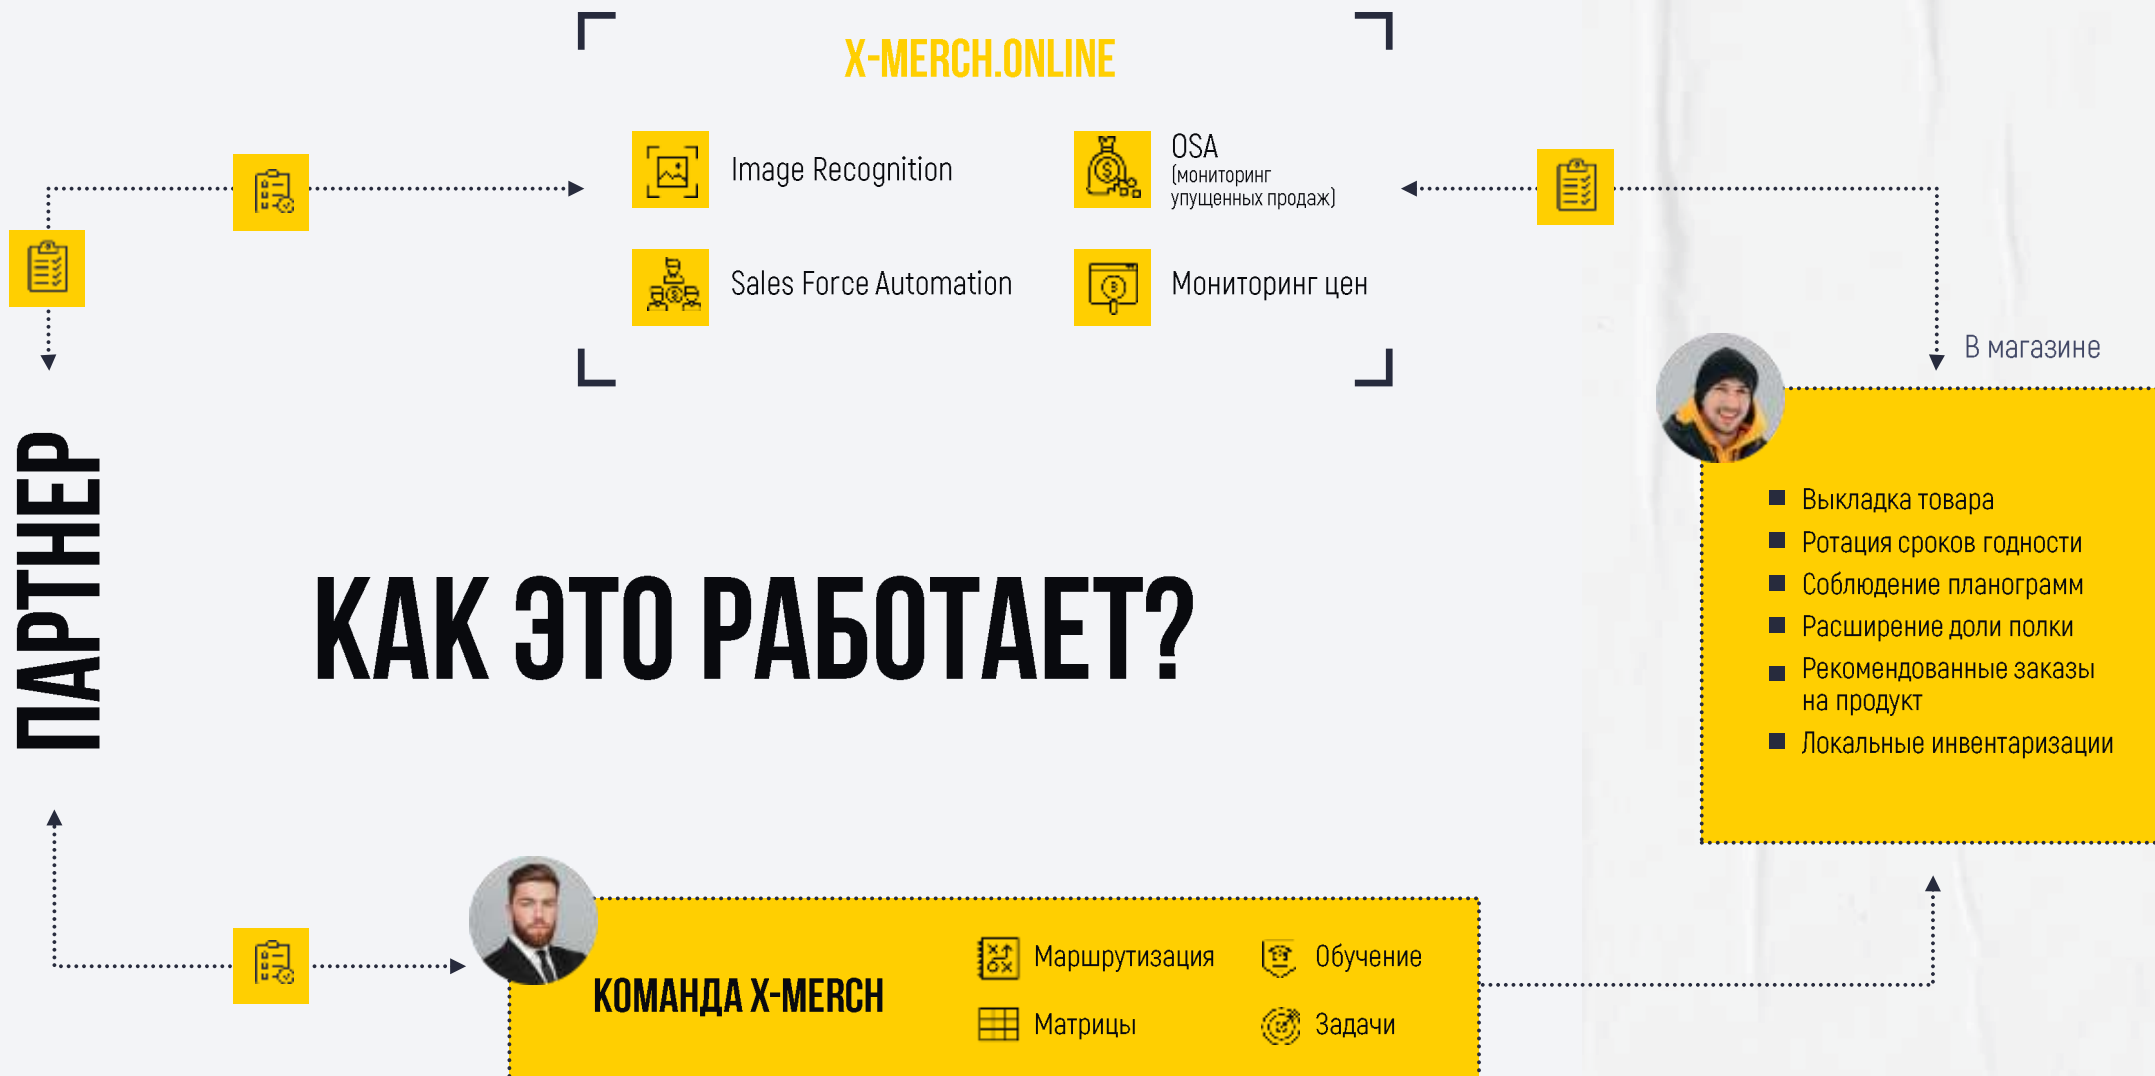 X-MERCH.ONLINE
Image Recognition
OSA
(мониторинг
упущенных продаж)
Sales Force Automation
Мониторинг цен
В магазине
ПАРТНЕР
КАК ЭТО РАБОТАЕТ?
Выкладка товара
Ротация сроков годности
Соблюдение планограмм
Расширение доли полки
Рекомендованные заказы
на продукт
Локальные инвентаризации
КОМАНДА X-MERCH
Маршрутизация
Обучение
Матрицы
Задачи